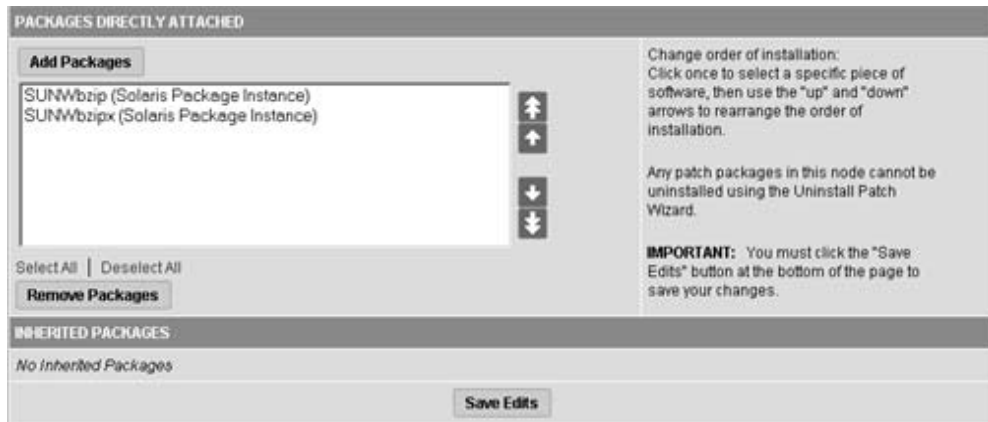 PACKAGES DIRECTLY ATTACHED
Add Packages
SUNWbzip (Solaris Package Instance)
SUNWbzipx (Solaris Package Instance)
Select All | Deselect All
Remove Packages
Change order of installation:
Click once to select a specific piece of
software, then use the "up" and "down"
arrows to rearrange the order of
installation.
Any patch packages in this node cannot be
uninstalled using the Uninstall Patch
Wizard.
IMPORTANT: You must click the "Save
Edits" button at the bottom of the page to
save your changes.
INHERITED PACKAGES
No Inherited Packages
Save Edits